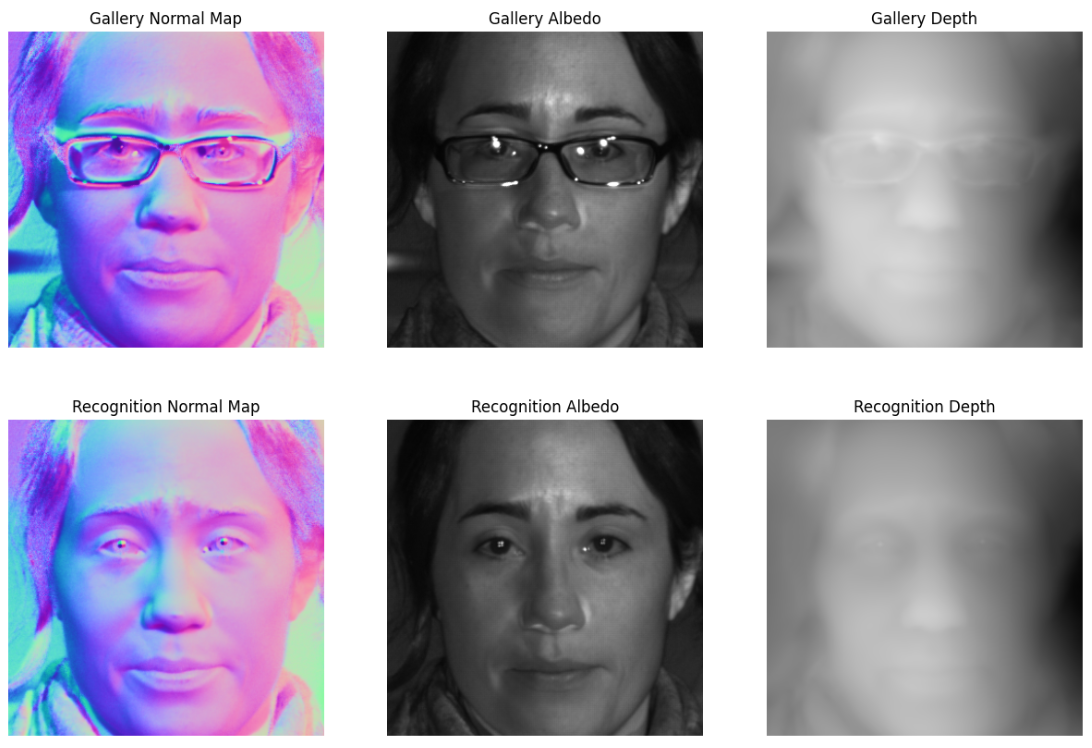 Gallery Normal Map
Gallery Albedo
Gallery Depth
Recognition Normal Map
Recognition Albedo
Recognition Depth